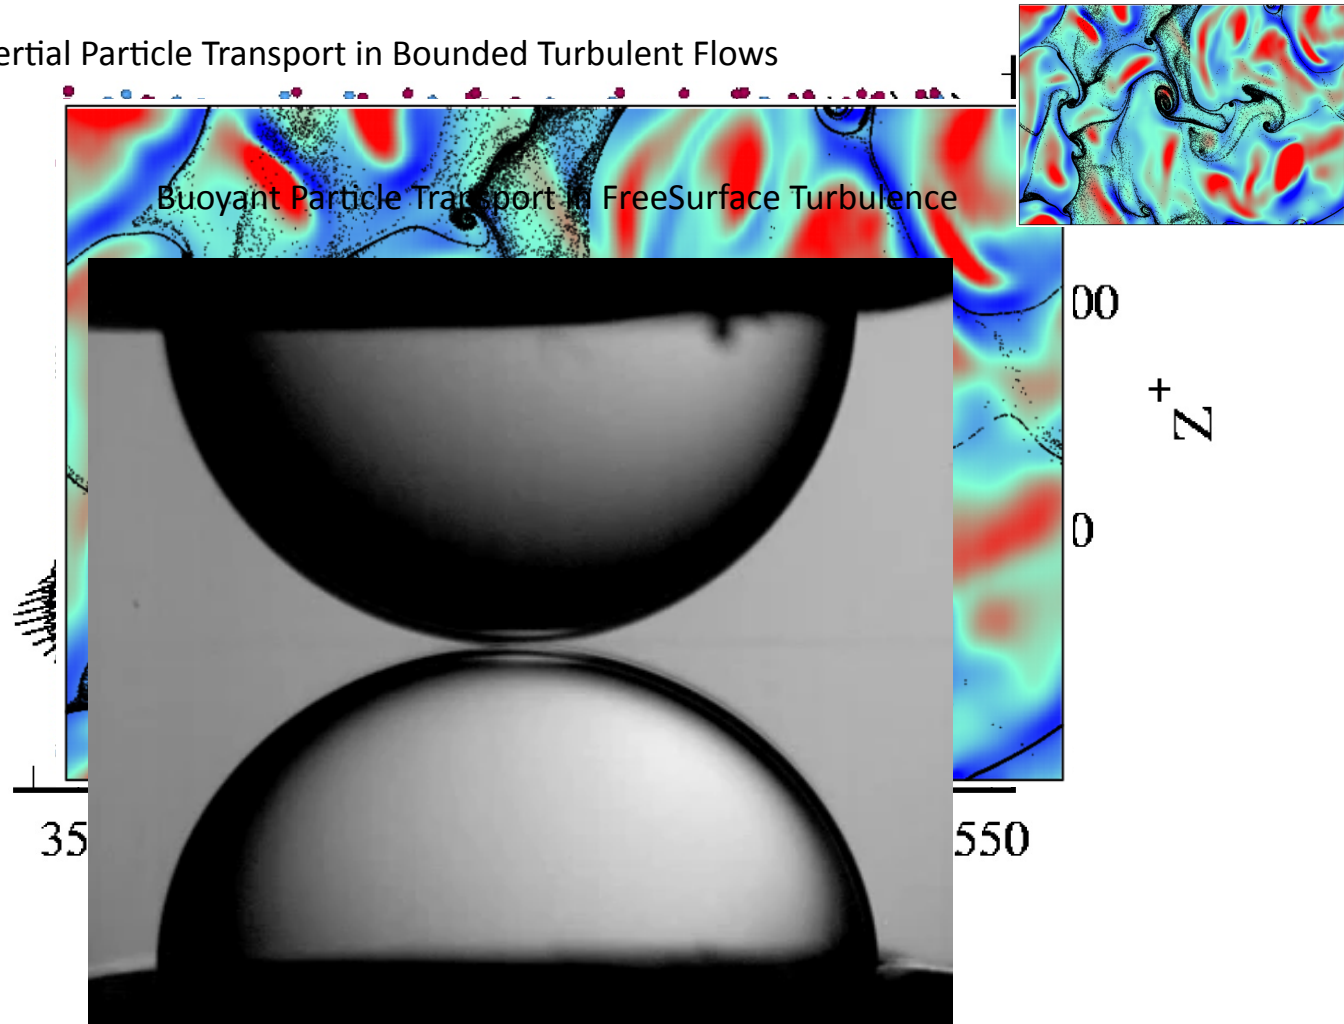 ertial Particle Transport in Bounded Turbulent Flows
Buoyant Particle Transport in FreeSurface Turbulence
00
+
Z
0
35
550